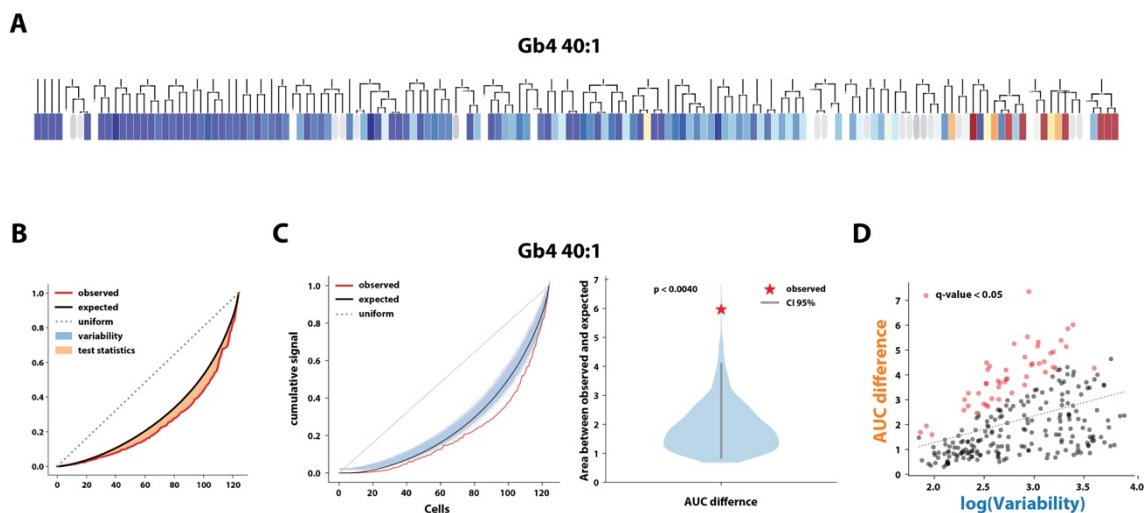 A
Gb4 40:1
B
1.0
0.8
0.6
0.4
0.2
0.0
observed
expected
uniform
variability
test statistics
0 20 40 60 80 100 120
C
Gb4 40:1
cumulative signal
1.0
0.8
0.6
0.4
0.2
0.0
observed
expected
uniform
0 20 40 60 80 100 120
Cells
Area between observed and expected
7
6
5
4
3
2
1
0
p < 0.0040
observed
CI 95%
AUC differnce
D
AUC difference
7
6
5
4
3
2
1
0
q-value < 0.05
2.0 2.5 3.0 3.5 4.0
log(Variability)